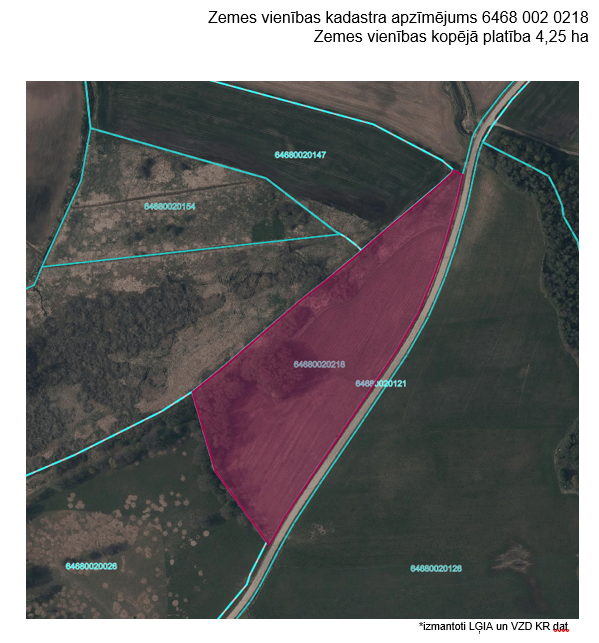 Zemes vienības kadastra apzīmējums 6468 002 0218
Zemes vienības kopējā platība 4,25 ha
64680020147
64680020154
64680020218
64680020121
64680020026
64680020126
*izmantoti LĢIA un VZD KR dat